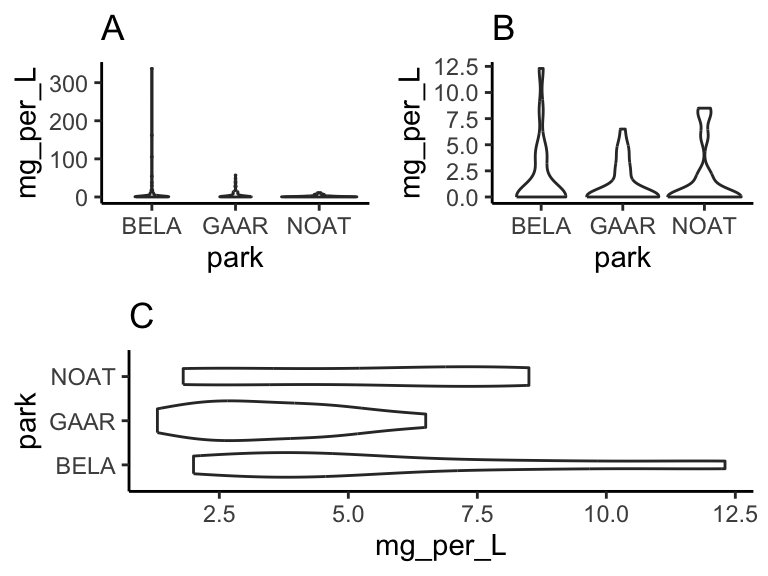 A
mg_per_L
300
200
100
0
BELA GAAR NOAT
park
B
mg_per_L
12.5
10.0
7.5
5.0
2.5
0.0
BELA GAAR NOAT
park
C
park
NOAT
GAAR
BELA
2.5 5.0 7.5 10.0 12.5
mg_per_L